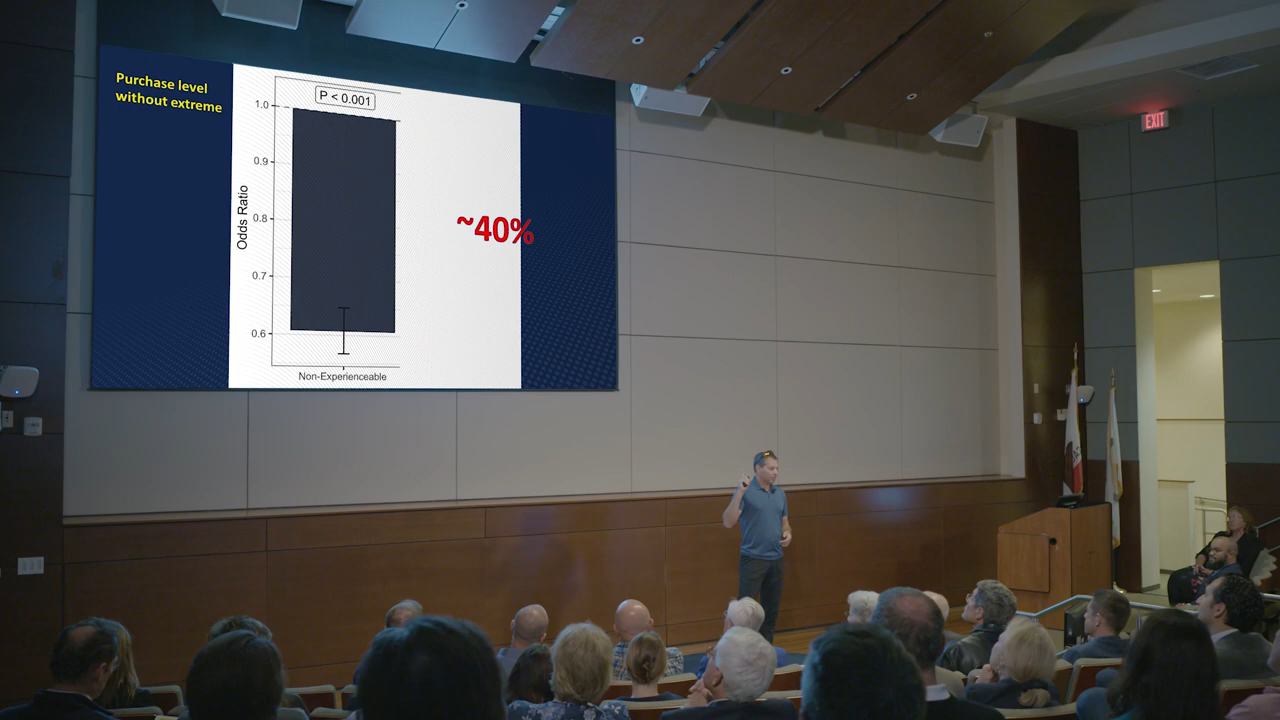 Purchase level
without extreme
P < 0.001
1.0
0.9
0.8
0.7
0.6
Odds Ratio
Non-Experienceable
~40%
EXIT